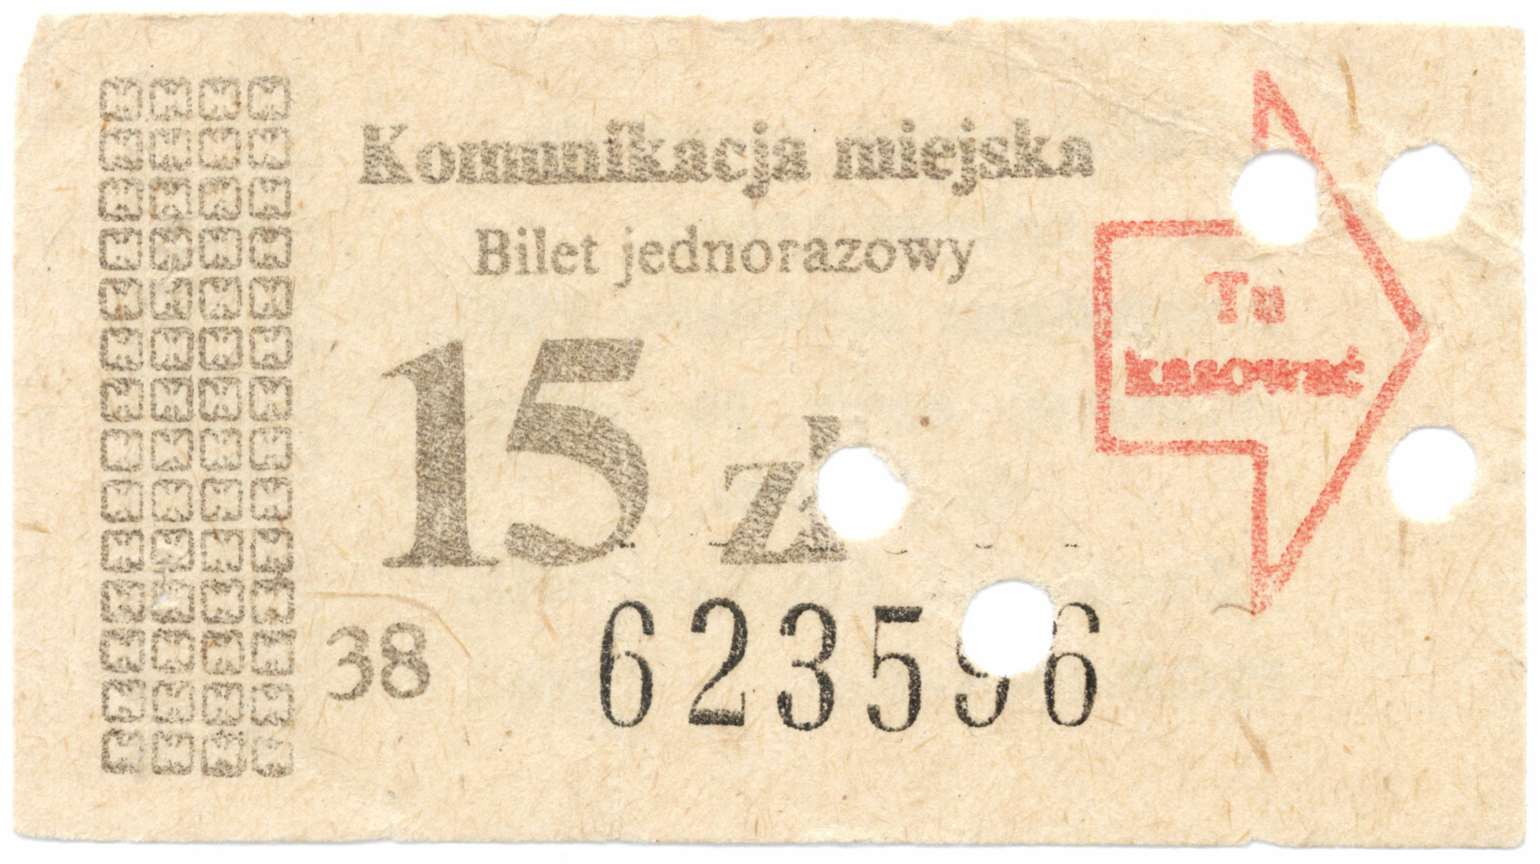 Komunikacja miejska
Bilet jednorazowy
15 zł
Tu
kasować
38
623596